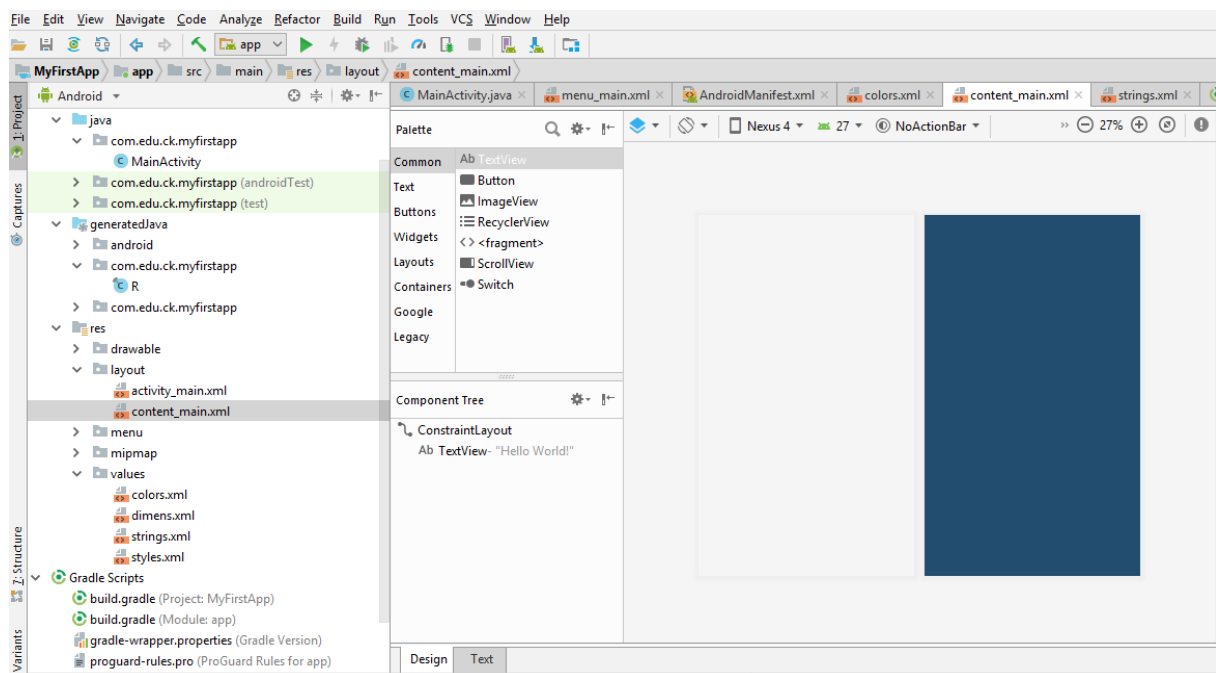 File Edit View Navigate Code Analyze Refactor Build Run Tools VCS Window Help
app
MyFirstApp app src main res layout content_main.xml
1: Project
Captures
7: Structure
Variants
Android
java
com.edu.ck.myfirstapp
MainActivity
com.edu.ck.myfirstapp (androidTest)
com.edu.ck.myfirstapp (test)
generatedJava
android
com.edu.ck.myfirstapp
R
com.edu.ck.myfirstapp
res
drawable
layout
activity_main.xml
content_main.xml
menu
mipmap
values
colors.xml
dimens.xml
strings.xml
styles.xml
Gradle Scripts
build.gradle (Project: MyFirstApp)
build.gradle (Module: app)
gradle-wrapper.properties (Gradle Version)
proguard-rules.pro (ProGuard Rules for app)
MainActivity.java menu_main.xml AndroidManifest.xml colors.xml content_main.xml strings.xml
Palette
Common
Text
Buttons
Widgets
Layouts
Containers
Google
Legacy
Ab TextView
Button
ImageView
RecyclerView
<fragment>
ScrollView
Switch
Nexus 4 27 NoActionBar 27%
Component Tree
ConstraintLayout
Ab TextView- "Hello World!"
Design Text